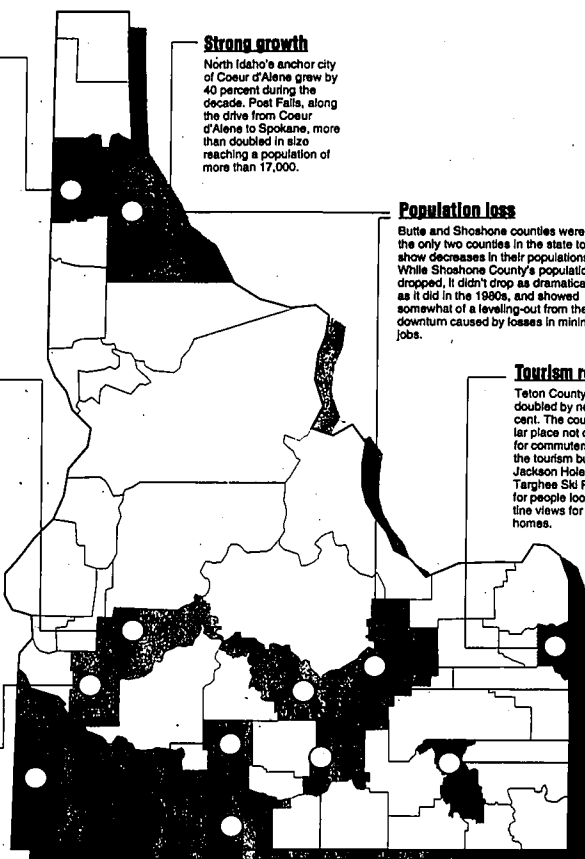 Strong growth
North Idaho's anchor city
of Coeur d'Alene grew by
40 percent during the
decade. Post Falls, along
the drive from Coeur
d'Alene to Spokane, more
than doubled in size
reaching a population of
more than 17,000.
Population loss
Butte and Shoshone counties were
the only two counties in the state to
show decreases in their populations
While Shoshone County's populatio
dropped, it didn't drop as dramatica
as it did in the 1980s, and showed
somewhat of a leveling-out from the
downturn caused by losses in minin
jobs.
Tourism r
Teton County
doubled by ne
cent. The cou
lar place not o
for commuter
the tourism bu
Jackson Hole
Targhee Ski R
for people loo
tine views for
homes.